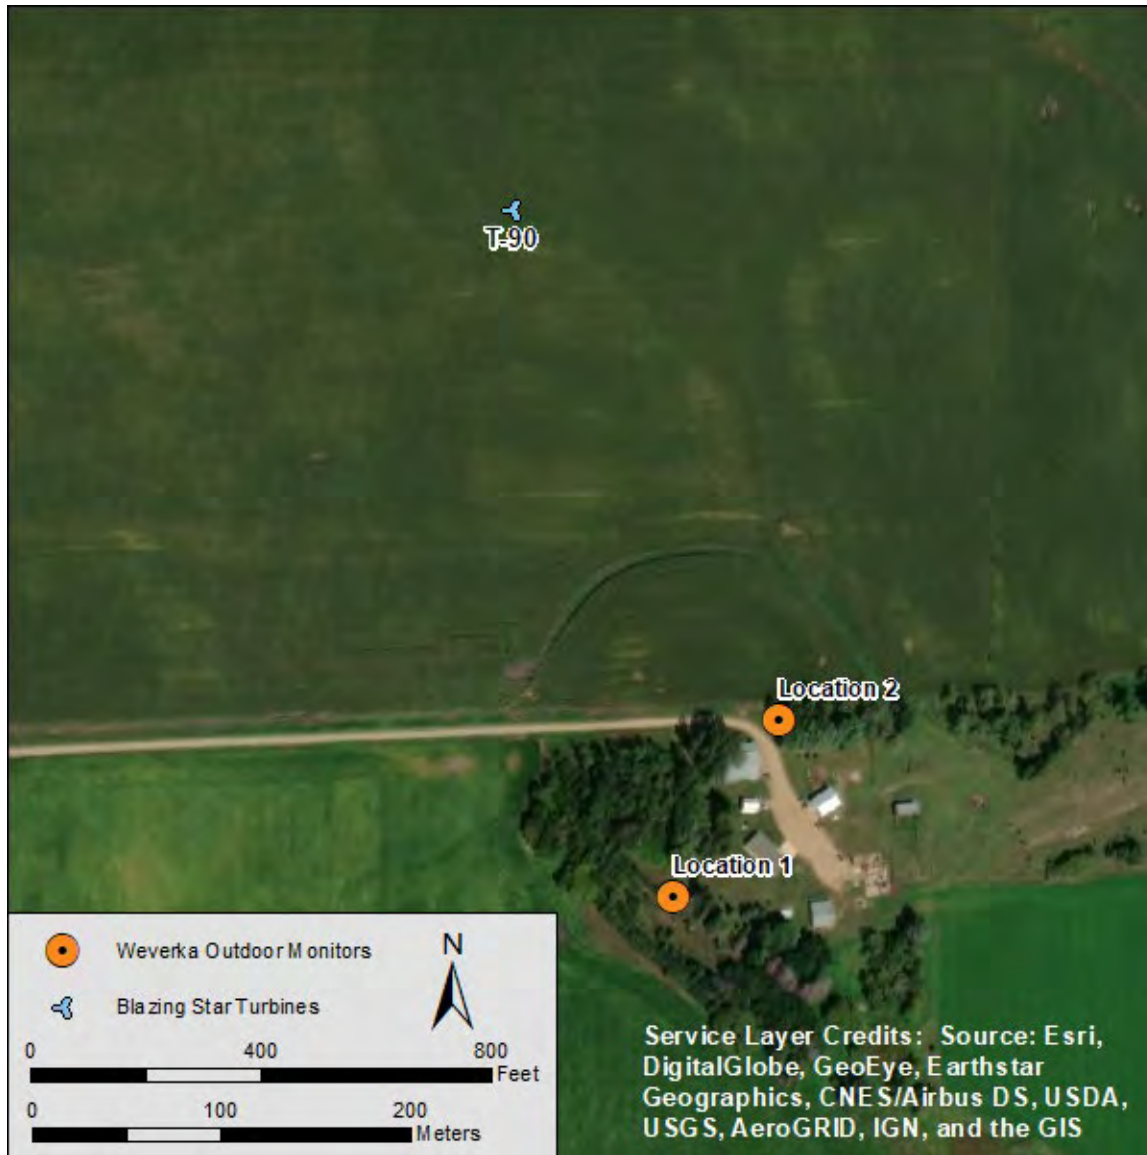 T-90
Location 2
Location 1
Weverka Outdoor Monitors
Blazing Star Turbines
N
0 400 800
Feet
0 100 200
Meters
Service Layer Credits: Source: Esri,
DigitalGlobe, GeoEye, Earthstar
Geographics, CNES/Airbus DS, USDA,
USGS, AeroGRID, IGN, and the GIS